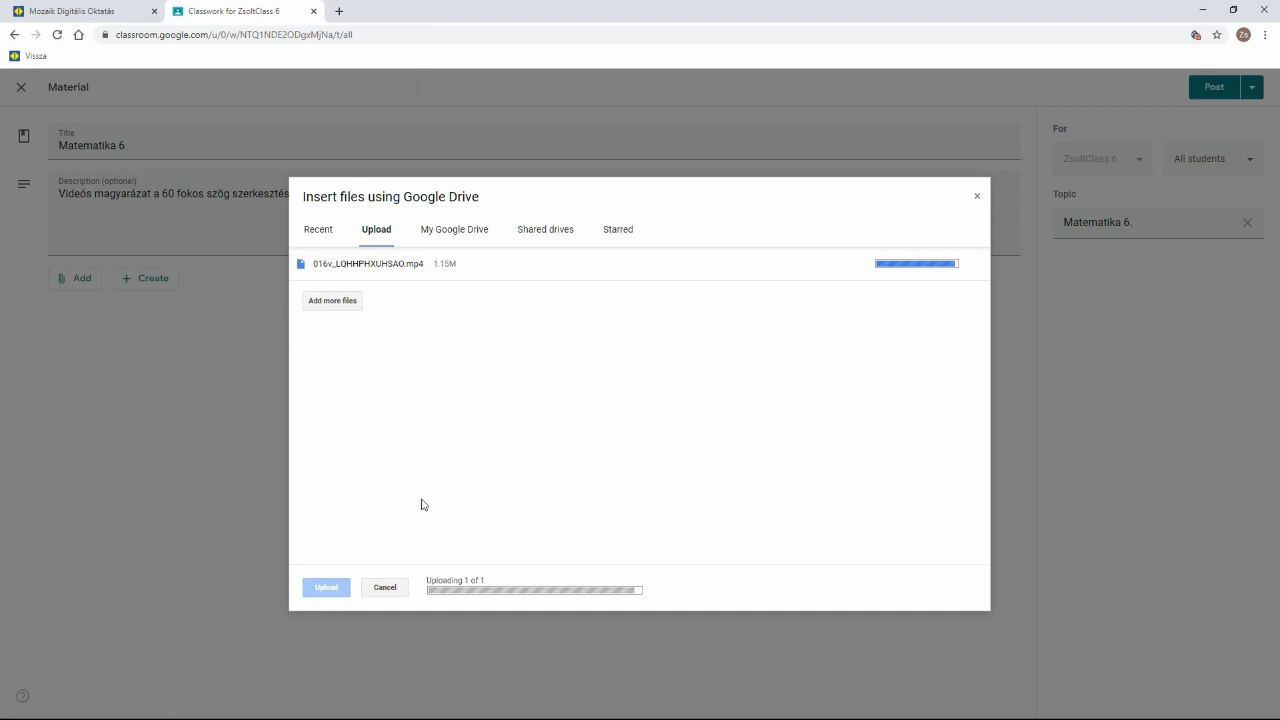 Mozaik Digitális Oktatás
Classwork for ZsoltClass 6
classroom.google.com/u/0/w/NTQ1NDE2ODgxMjNa/t/all
Zs
Vissza
Material
Post
Title
Matematika 6
Description (optional)
Videós magyarázat a 60 fokos szög szerkesztés
Add
Create
For
ZsoltClass 6
All students
Topic
Matematika 6.
Insert files using Google Drive
Recent
Upload
My Google Drive
Shared drives
Starred
016v_LQHHPHXUHSAO.mp4 1.15M
Add more files
Upload
Cancel
Uploading 1 of 1